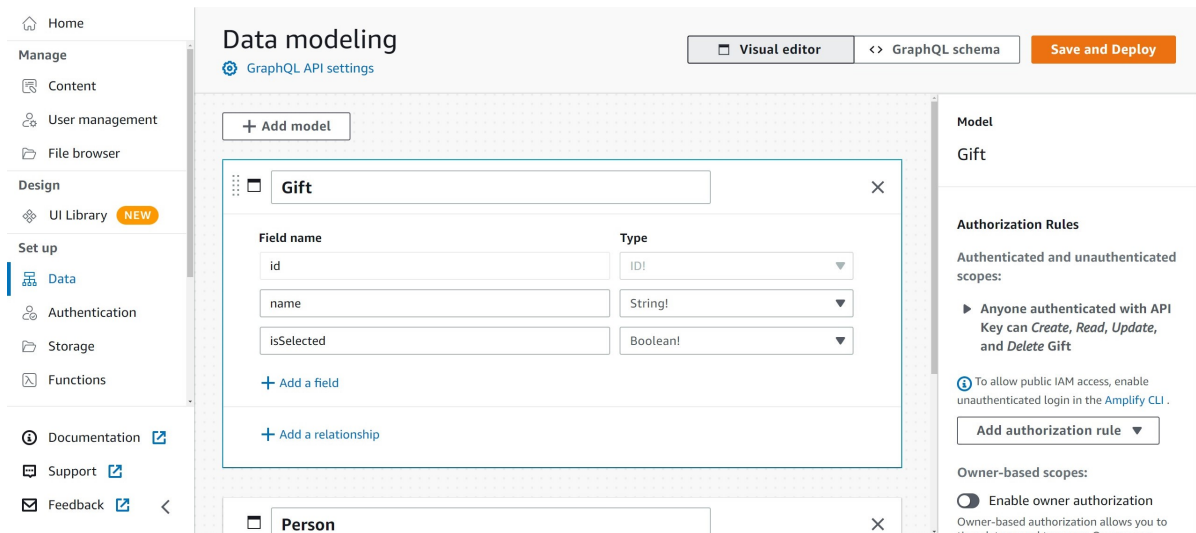 Home
Manage
Content
User management
File browser
Design
UI Library NEW
Set up
Data
Authentication
Storage
Functions
Documentation
Support
Feedback
Data modeling
GraphQL API settings
Visual editor
GraphQL schema
Save and Deploy
Add model
Gift
Field name Type
id ID!
name String!
isSelected Boolean!
Add a field
Add a relationship
Person
Model
Gift
Authorization Rules
Authenticated and unauthenticated
scopes:
Anyone authenticated with API
Key can Create, Read, Update,
and Delete Gift
To allow public IAM access, enable
unauthenticated login in the Amplify CLI .
Add authorization rule
Owner-based scopes:
Enable owner authorization
Owner-based authorization allows you to